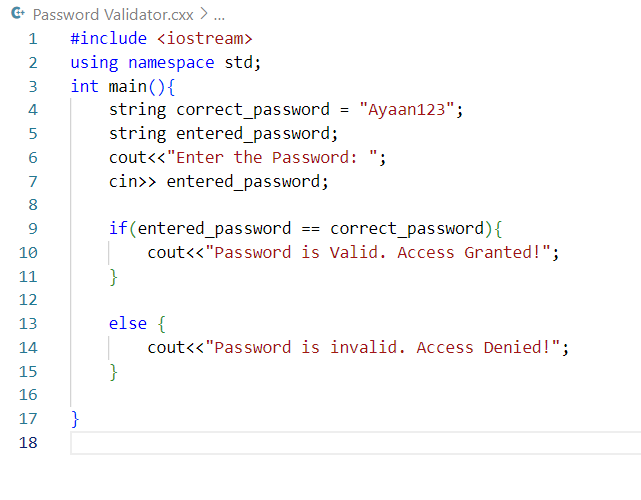 Password Validator.cxx > ...
1 #include <iostream>
2 using namespace std;
3 int main(){
4     string correct_password = "Ayaan123";
5     string entered_password;
6     cout<<"Enter the Password: ";
7     cin>> entered_password;
8
9     if(entered_password == correct_password){
10         cout<<"Password is Valid. Access Granted!";
11     }
12
13     else {
14         cout<<"Password is invalid. Access Denied!";
15     }
16
17 }
18